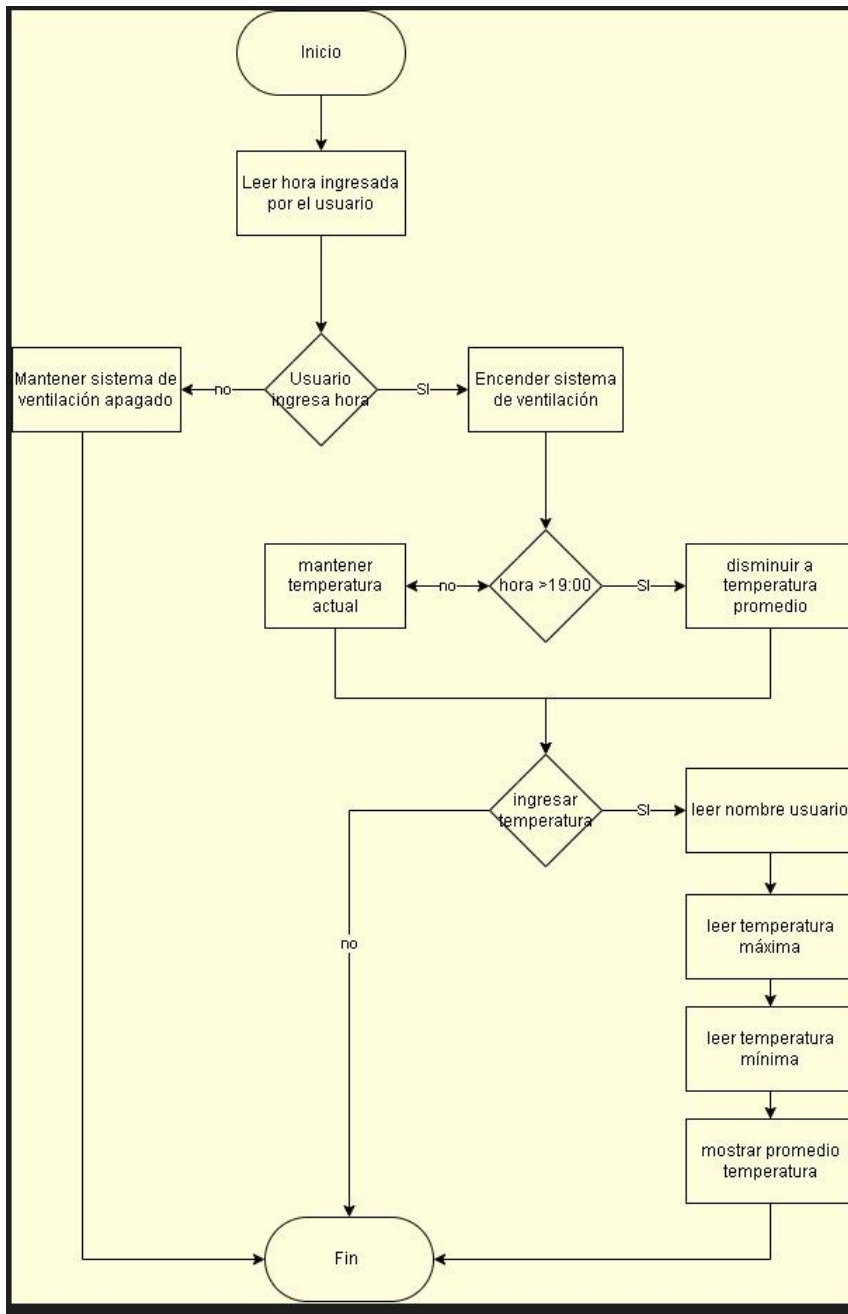 Inicio
Leer hora ingresada
por el usuario
Mantener sistema de
ventilación apagado
no
Usuario
ingresa hora
SI
Encender sistema
de ventilación
mantener
temperatura
actual
no
hora >19:00
SI
disminuir a
temperatura
promedio
ingresar
temperatura
SI
leer nombre usuario
no
leer temperatura
máxima
leer temperatura
mínima
mostrar promedio
temperatura
Fin